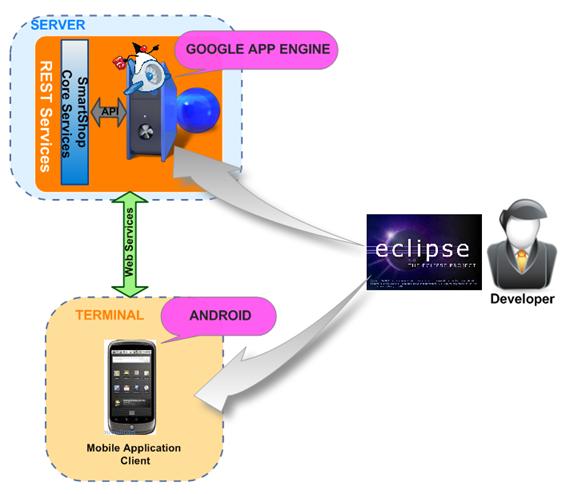 SERVER
GOOGLE APP ENGINE
REST Services
SmartShop
Core Services
API
Web Services
eclipse
THE ECLIPSE PROJECT
Developer
TERMINAL
ANDROID
Mobile Application
Client